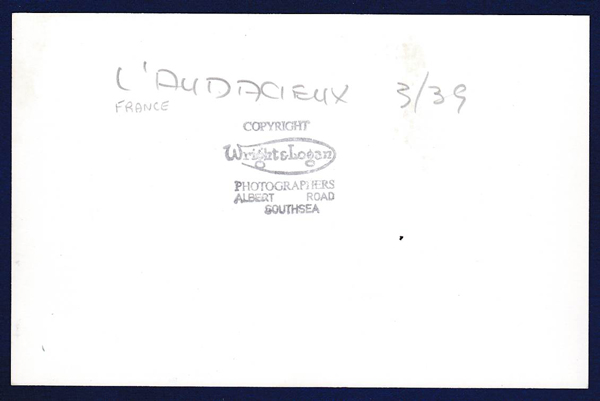 L'AUDACIEUX 3/39
FRANCE
COPYRIGHT
Wright & Logan
PHOTOGRAPHERS
ALBERT ROAD
SOUTHSEA